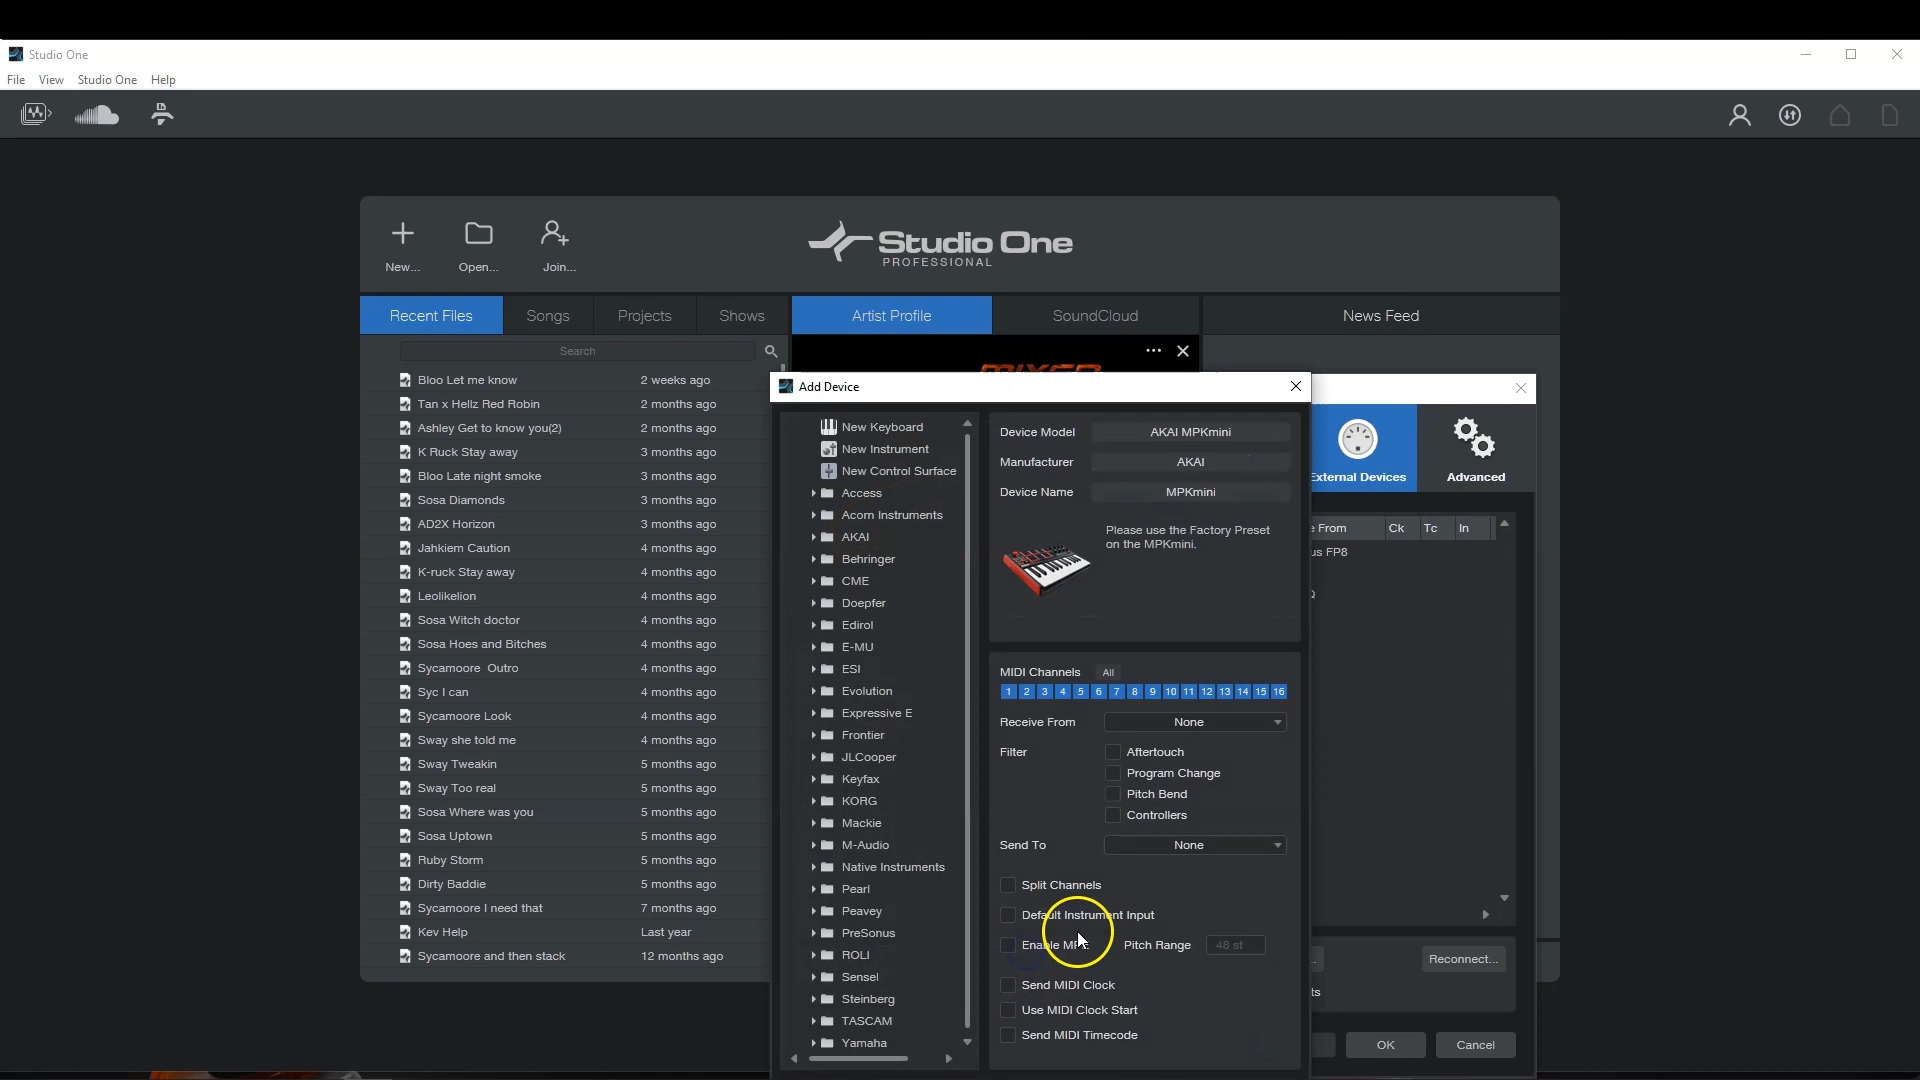 Studio One
File View Studio One Help
New... Open... Join...
Studio One
PROFESSIONAL
Recent Files Songs Projects Shows Artist Profile SoundCloud News Feed
Search
Bloo Let me know 2 weeks ago
Tan x Hellz Red Robin 2 months ago
Ashley Get to know you(2) 2 months ago
K Ruck Stay away 3 months ago
Bloo Late night smoke 3 months ago
Sosa Diamonds 3 months ago
AD2X Horizon 3 months ago
Jahkiem Caution 4 months ago
K-ruck Stay away 4 months ago
Leolikelion 4 months ago
Sosa Witch doctor 4 months ago
Sosa Hoes and Bitches 4 months ago
Sycamoore Outro 4 months ago
Syc I can 4 months ago
Sycamoore Look 4 months ago
Sway she told me 4 months ago
Sway Tweakin 5 months ago
Sway Too real 5 months ago
Sosa Where was you 5 months ago
Sosa Uptown 5 months ago
Ruby Storm 5 months ago
Dirty Baddie 5 months ago
Sycamoore I need that 7 months ago
Kev Help Last year
Sycamoore and then stack 12 months ago
Add Device
New Keyboard
New Instrument
New Control Surface
Access
Acorn Instruments
AKAI
Behringer
CME
Doepfer
Edirol
E-MU
ESI
Evolution
Expressive E
Frontier
JLCooper
Keyfax
KORG
Mackie
M-Audio
Native Instruments
Pearl
Peavey
PreSonus
ROLI
Sensel
Steinberg
TASCAM
Yamaha
Device Model AKAI MPKmini
Manufacturer AKAI
Device Name MPKmini
Please use the Factory Preset
on the MPKmini.
MIDI Channels All
1 2 3 4 5 6 7 8 9 10 11 12 13 14 15 16
Receive From None
Filter Aftertouch
Program Change
Pitch Bend
Controllers
Send To None
Split Channels
Default Instrument Input
Enable MPE Pitch Range 48 st
Send MIDI Clock
Use MIDI Clock Start
Send MIDI Timecode
External Devices Advanced
From Ck Tc In
us FP8
Reconnect...
ts
OK Cancel